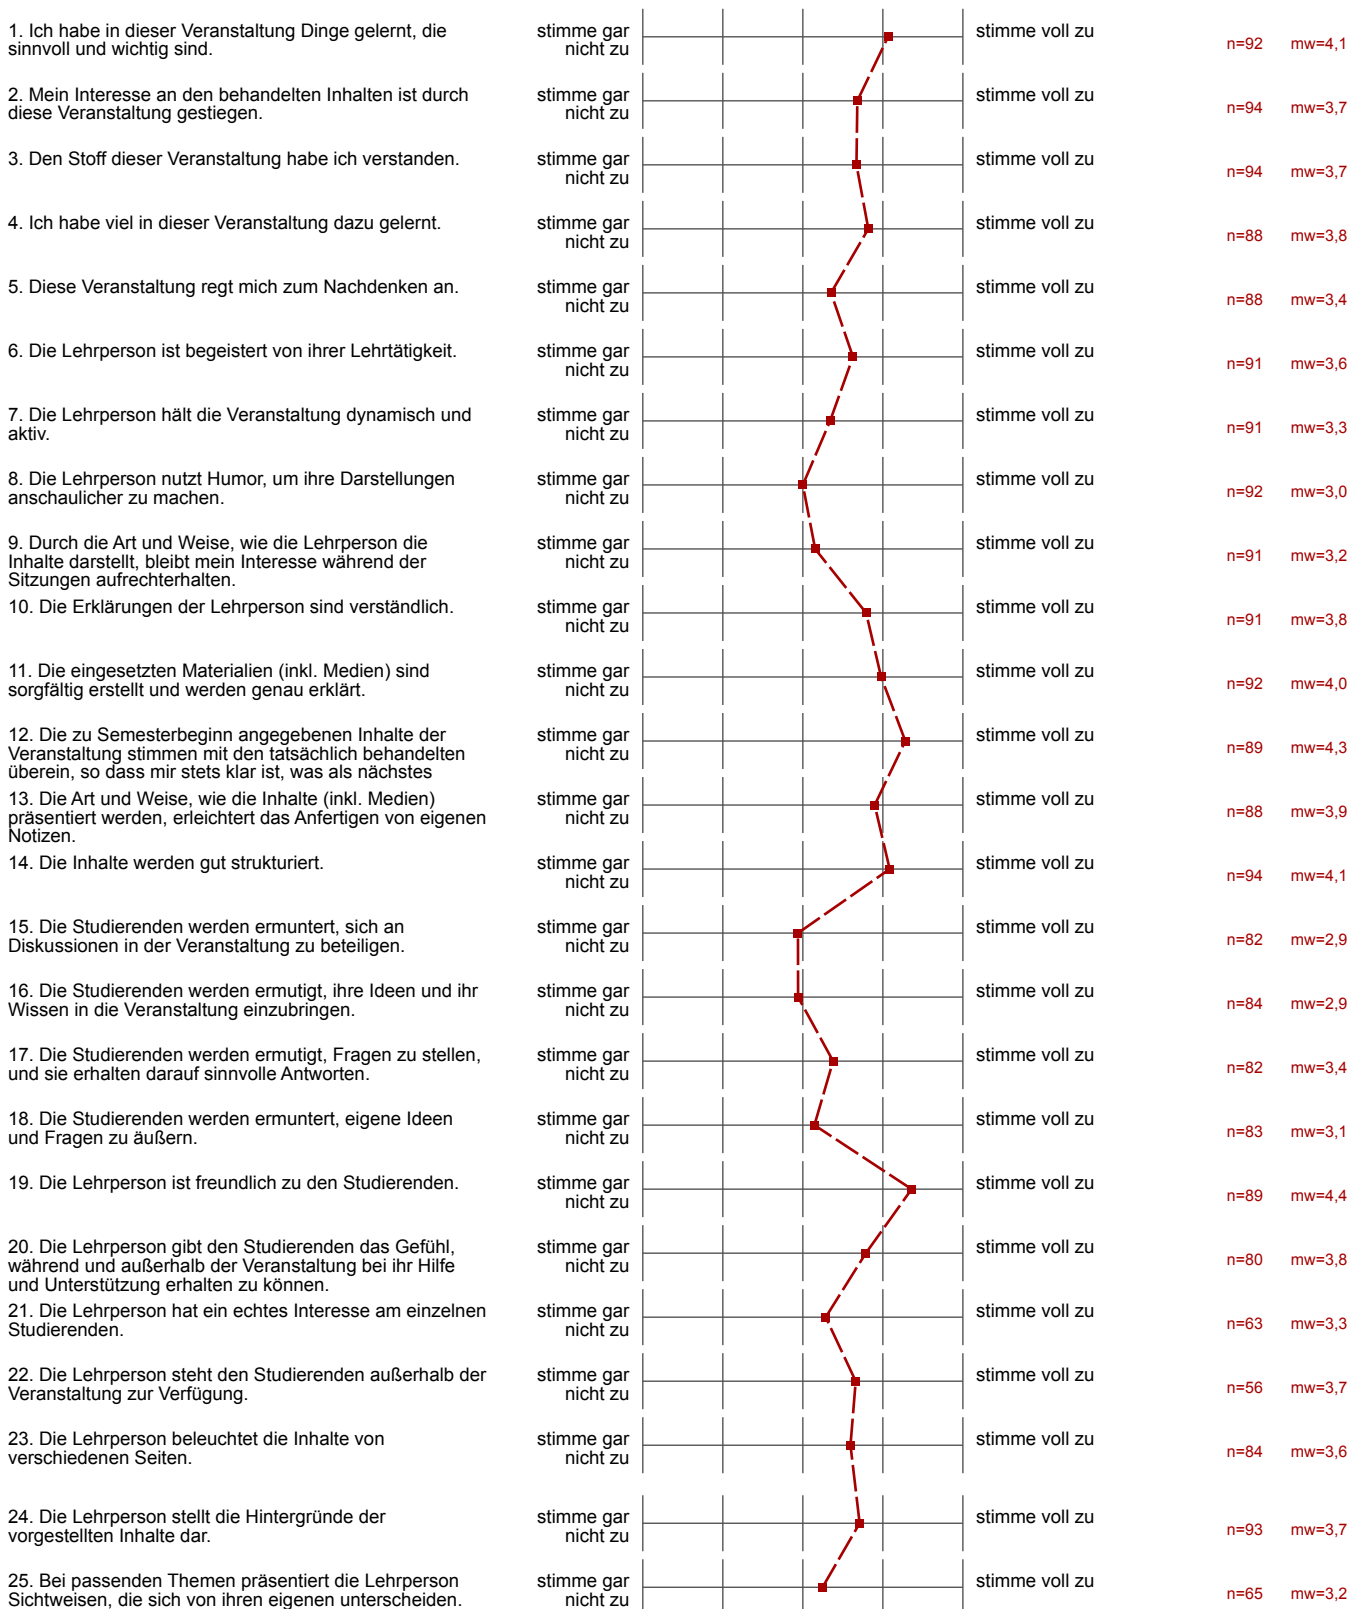 1. Ich habe in dieser Veranstaltung Dinge gelernt, die
sinnvoll und wichtig sind.
stimme gar
nicht zu
stimme voll zu
n=92 mw=4,1
2. Mein Interesse an den behandelten Inhalten ist durch
diese Veranstaltung gestiegen.
stimme gar
nicht zu
stimme voll zu
n=94 mw=3,7
3. Den Stoff dieser Veranstaltung habe ich verstanden.
stimme gar
nicht zu
stimme voll zu
n=94 mw=3,7
4. Ich habe viel in dieser Veranstaltung dazu gelernt.
stimme gar
nicht zu
stimme voll zu
n=88 mw=3,8
5. Diese Veranstaltung regt mich zum Nachdenken an.
stimme gar
nicht zu
stimme voll zu
n=88 mw=3,4
6. Die Lehrperson ist begeistert von ihrer Lehrtätigkeit.
stimme gar
nicht zu
stimme voll zu
n=91 mw=3,6
7. Die Lehrperson hält die Veranstaltung dynamisch und
aktiv.
stimme gar
nicht zu
stimme voll zu
n=91 mw=3,3
8. Die Lehrperson nutzt Humor, um ihre Darstellungen
anschaulicher zu machen.
stimme gar
nicht zu
stimme voll zu
n=92 mw=3,0
9. Durch die Art und Weise, wie die Lehrperson die
Inhalte darstellt, bleibt mein Interesse während der
Sitzungen aufrechterhalten.
stimme gar
nicht zu
stimme voll zu
n=91 mw=3,2
10. Die Erklärungen der Lehrperson sind verständlich.
stimme gar
nicht zu
stimme voll zu
n=91 mw=3,8
11. Die eingesetzten Materialien (inkl. Medien) sind
sorgfältig erstellt und werden genau erklärt.
stimme gar
nicht zu
stimme voll zu
n=92 mw=4,0
12. Die zu Semesterbeginn angegebenen Inhalte der
Veranstaltung stimmen mit den tatsächlich behandelten
überein, so dass mir stets klar ist, was als nächstes
stimme gar
nicht zu
stimme voll zu
n=89 mw=4,3
13. Die Art und Weise, wie die Inhalte (inkl. Medien)
präsentiert werden, erleichtert das Anfertigen von eigenen
Notizen.
stimme gar
nicht zu
stimme voll zu
n=88 mw=3,9
14. Die Inhalte werden gut strukturiert.
stimme gar
nicht zu
stimme voll zu
n=94 mw=4,1
15. Die Studierenden werden ermuntert, sich an
Diskussionen in der Veranstaltung zu beteiligen.
stimme gar
nicht zu
stimme voll zu
n=82 mw=2,9
16. Die Studierenden werden ermutigt, ihre Ideen und ihr
Wissen in die Veranstaltung einzubringen.
stimme gar
nicht zu
stimme voll zu
n=84 mw=2,9
17. Die Studierenden werden ermutigt, Fragen zu stellen,
und sie erhalten darauf sinnvolle Antworten.
stimme gar
nicht zu
stimme voll zu
n=82 mw=3,4
18. Die Studierenden werden ermuntert, eigene Ideen
und Fragen zu äußern.
stimme gar
nicht zu
stimme voll zu
n=83 mw=3,1
19. Die Lehrperson ist freundlich zu den Studierenden.
stimme gar
nicht zu
stimme voll zu
n=89 mw=4,4
20. Die Lehrperson gibt den Studierenden das Gefühl,
während und außerhalb der Veranstaltung bei ihr Hilfe
und Unterstützung erhalten zu können.
stimme gar
nicht zu
stimme voll zu
n=80 mw=3,8
21. Die Lehrperson hat ein echtes Interesse am einzelnen
Studierenden.
stimme gar
nicht zu
stimme voll zu
n=63 mw=3,3
22. Die Lehrperson steht den Studierenden außerhalb der
Veranstaltung zur Verfügung.
stimme gar
nicht zu
stimme voll zu
n=56 mw=3,7
23. Die Lehrperson beleuchtet die Inhalte von
verschiedenen Seiten.
stimme gar
nicht zu
stimme voll zu
n=84 mw=3,6
24. Die Lehrperson stellt die Hintergründe der
vorgestellten Inhalte dar.
stimme gar
nicht zu
stimme voll zu
n=93 mw=3,7
25. Bei passenden Themen präsentiert die Lehrperson
Sichtweisen, die sich von ihren eigenen unterscheiden.
stimme gar
nicht zu
stimme voll zu
n=65 mw=3,2